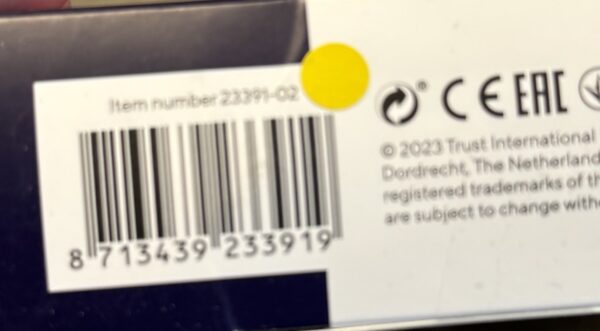 Item number 23391-02
8 713439 233919
CE EAC
© 2023 Trust International
Dordrecht, The Netherland
registered trademarks of th
are subject to change with